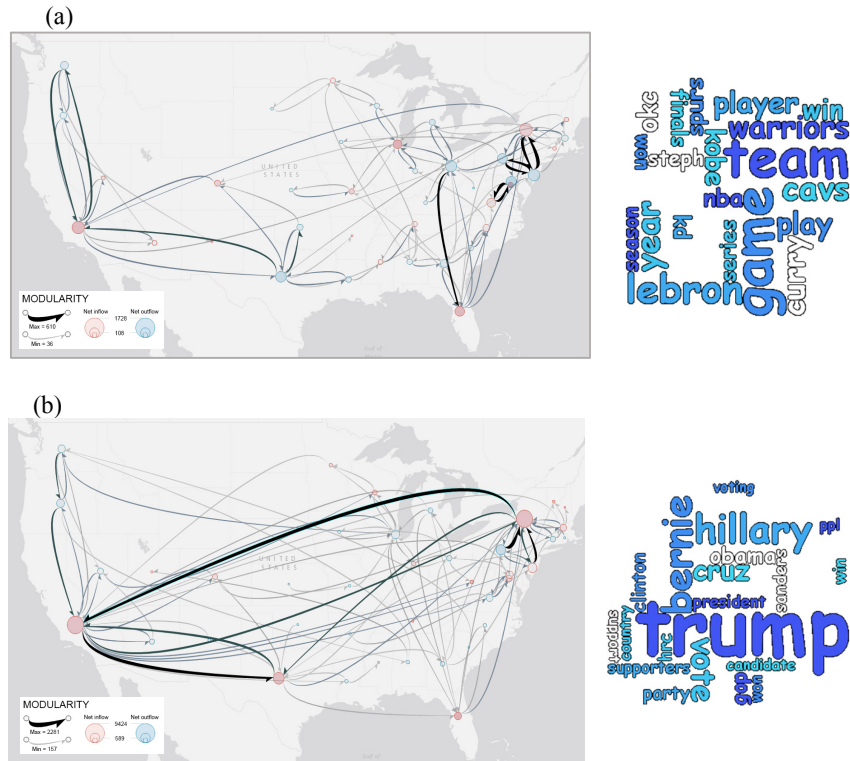 (a)
UNITED
STATES
MODULARITY
Net inflow Net outflow
1728
Max = 610
108
Min = 36
okc
spurs
finals
player
win
warriors
won
steph
kobe
team
nba
cavs
season
year
kd
series
game
play
lebron
curry
(b)
UNITED
STATES
MODULARITY
Net inflow Net outflow
9424
Max = 2281
589
Min = 157
voting
bernie
hillary
ppl
obama
cruz
sanders
win
clinton
president
trump
support
country
hrc
vote
supporters
candidate
party
gop
won